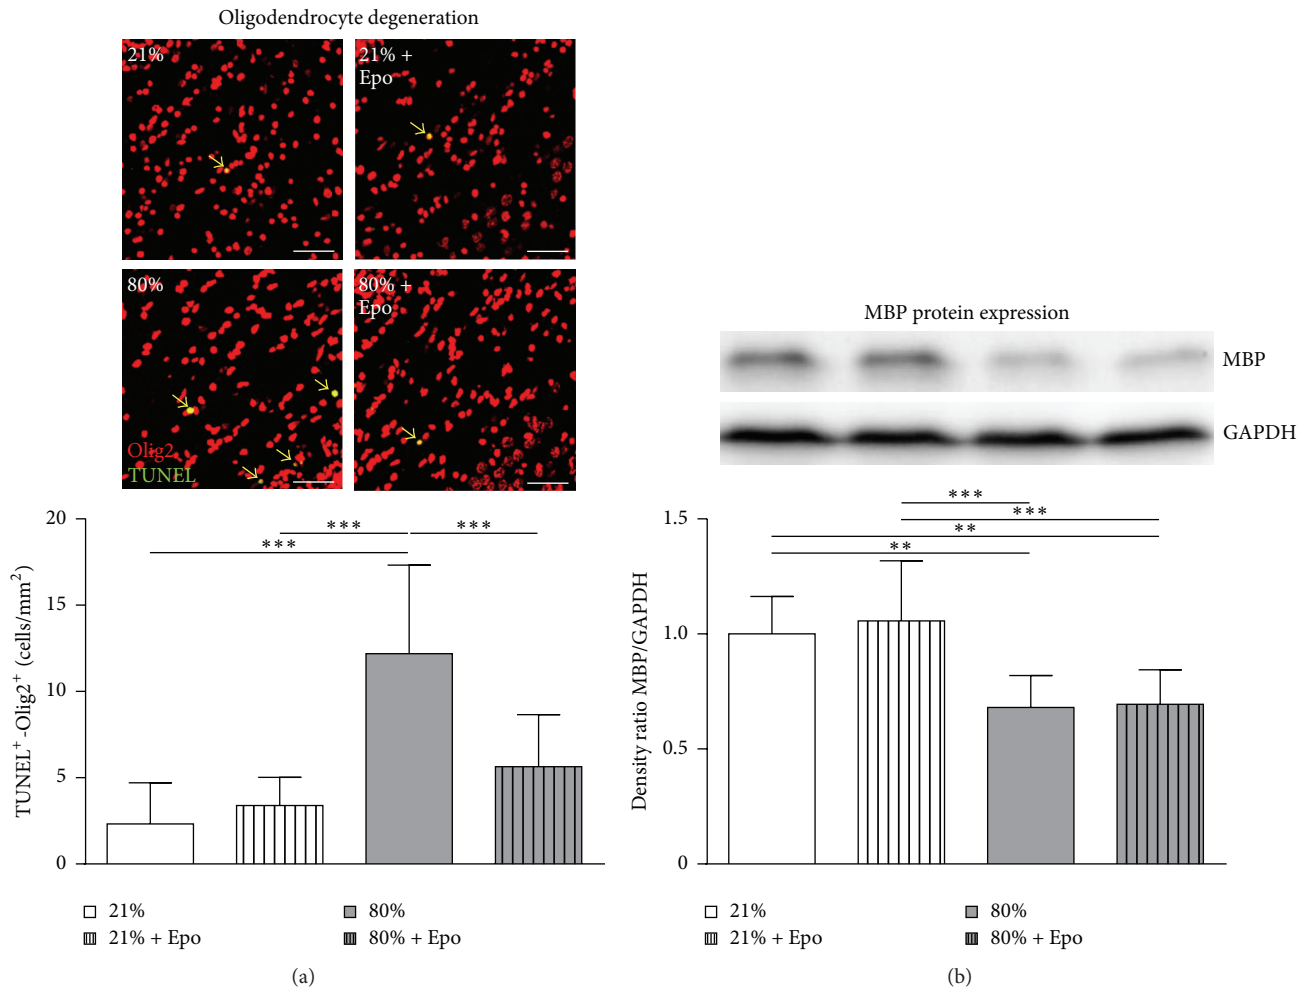 Oligodendrocyte degeneration
21%
21% +
Epo
80%
Olig2
TUNEL
80% +
Epo
20
15
10
5
0
TUNEL⁺-Olig2⁺ (cells/mm²)
***
***
***
21%
21% + Epo
80%
80% + Epo
(a)
MBP protein expression
MBP
GAPDH
1.5
1.0
0.5
0
Density ratio MBP/GAPDH
***
***
**
**
21%
21% + Epo
80%
80% + Epo
(b)